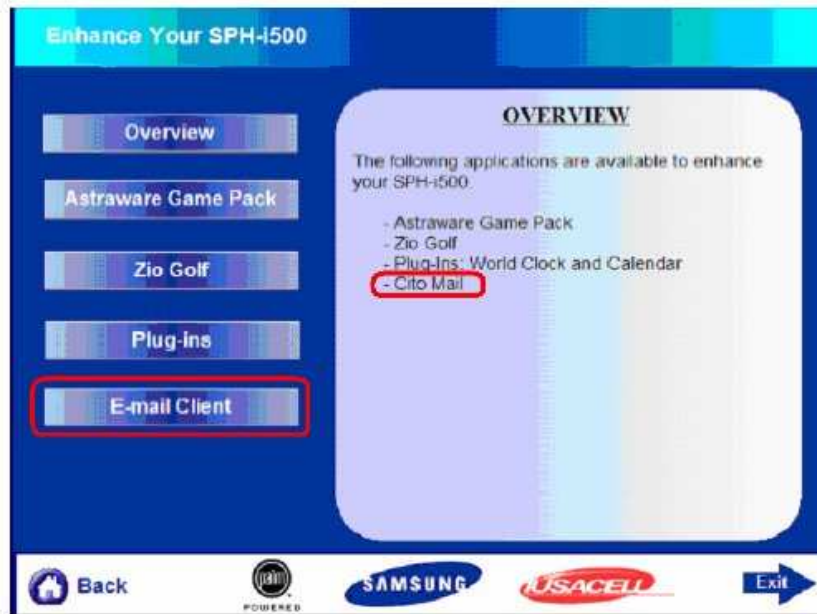 Enhance Your SPH-i500
Overview
Astraware Game Pack
Zio Golf
Plug-ins
E-mail Client
OVERVIEW
The following applications are available to enhance
your SPH-i500
- Astraware Game Pack
- Zio Golf
- Plug-Ins: World Clock and Calendar
- Cito Mail
Back
palm
POWERED
SAMSUNG
IUSACELL
Exit